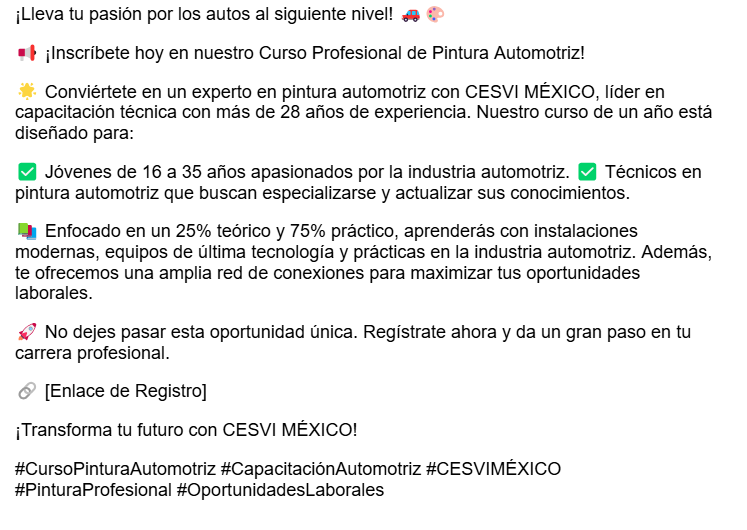 ¡Lleva tu pasión por los autos al siguiente nivel! 🚗🎨
📢 ¡Inscríbete hoy en nuestro Curso Profesional de Pintura Automotriz!
🌟 Conviértete en un experto en pintura automotriz con CESVI MÉXICO, líder en
capacitación técnica con más de 28 años de experiencia. Nuestro curso de un año está
diseñado para:
✅ Jóvenes de 16 a 35 años apasionados por la industria automotriz. ✅ Técnicos en
pintura automotriz que buscan especializarse y actualizar sus conocimientos.
📚 Enfocado en un 25% teórico y 75% práctico, aprenderás con instalaciones
modernas, equipos de última tecnología y prácticas en la industria automotriz. Además,
te ofrecemos una amplia red de conexiones para maximizar tus oportunidades
laborales.
🚀 No dejes pasar esta oportunidad única. Regístrate ahora y da un gran paso en tu
carrera profesional.
🔗 [Enlace de Registro]
¡Transforma tu futuro con CESVI MÉXICO!
#CursoPinturaAutomotriz #CapacitaciónAutomotriz #CESVIMÉXICO
#PinturaProfesional #OportunidadesLaborales